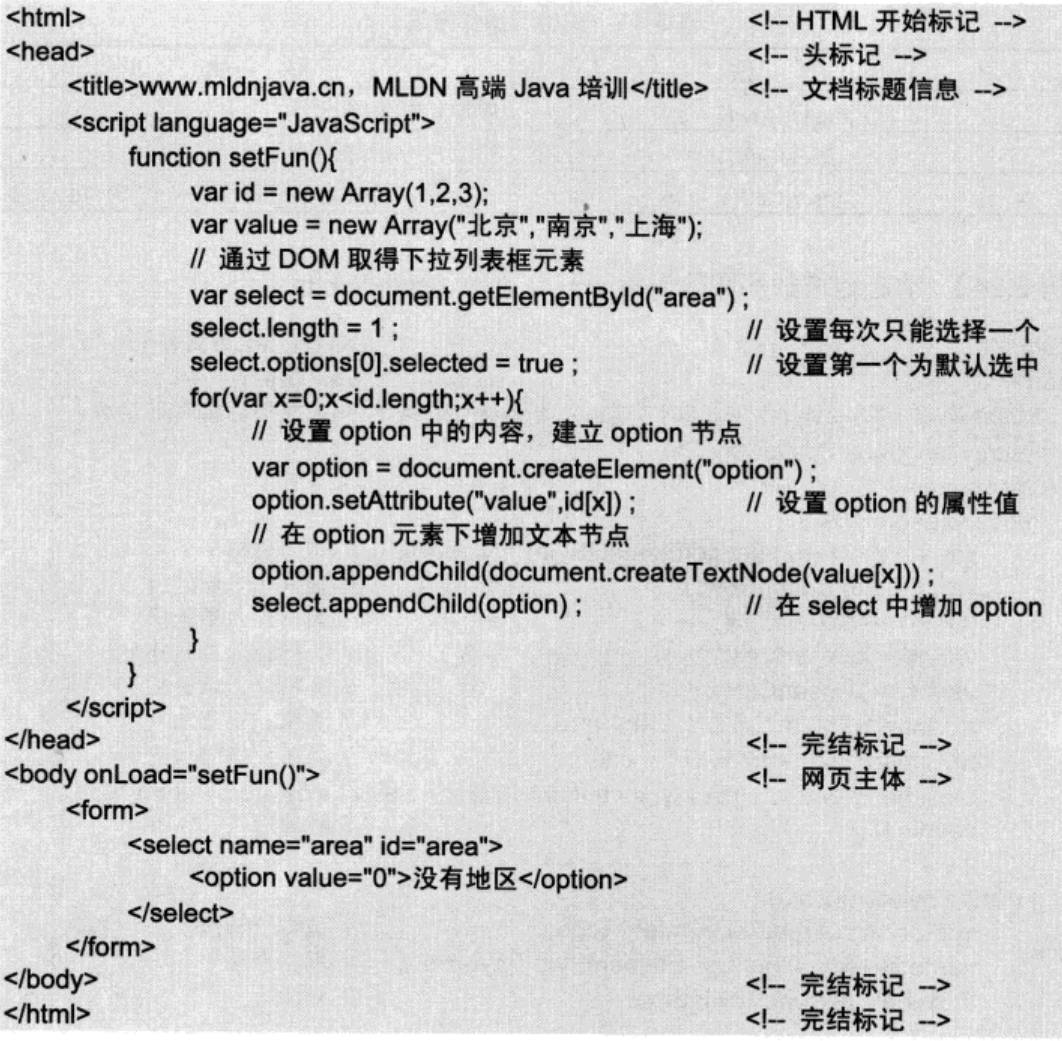 <html> <!-- HTML 开始标记 -->
<head> <!-- 头标记 -->
<title>www.mldnjava.cn，MLDN 高端 Java 培训</title> <!-- 文档标题信息 -->
<script language="JavaScript">
function setFun(){
var id = new Array(1,2,3);
var value = new Array("北京","南京","上海");
// 通过 DOM 取得下拉列表框元素
var select = document.getElementById("area") ;
select.length = 1 ; // 设置每次只能选择一个
select.options[0].selected = true ; // 设置第一个为默认选中
for(var x=0;x<id.length;x++){
// 设置 option 中的内容，建立 option 节点
var option = document.createElement("option") ;
option.setAttribute("value",id[x]) ; // 设置 option 的属性值
// 在 option 元素下增加文本节点
option.appendChild(document.createTextNode(value[x])) ;
select.appendChild(option) ; // 在 select 中增加 option
}
}
</script>
</head> <!-- 完结标记 -->
<body onLoad="setFun()"> <!-- 网页主体 -->
<form>
<select name="area" id="area">
<option value="0">没有地区</option>
</select>
</form>
</body> <!-- 完结标记 -->
</html> <!-- 完结标记 -->